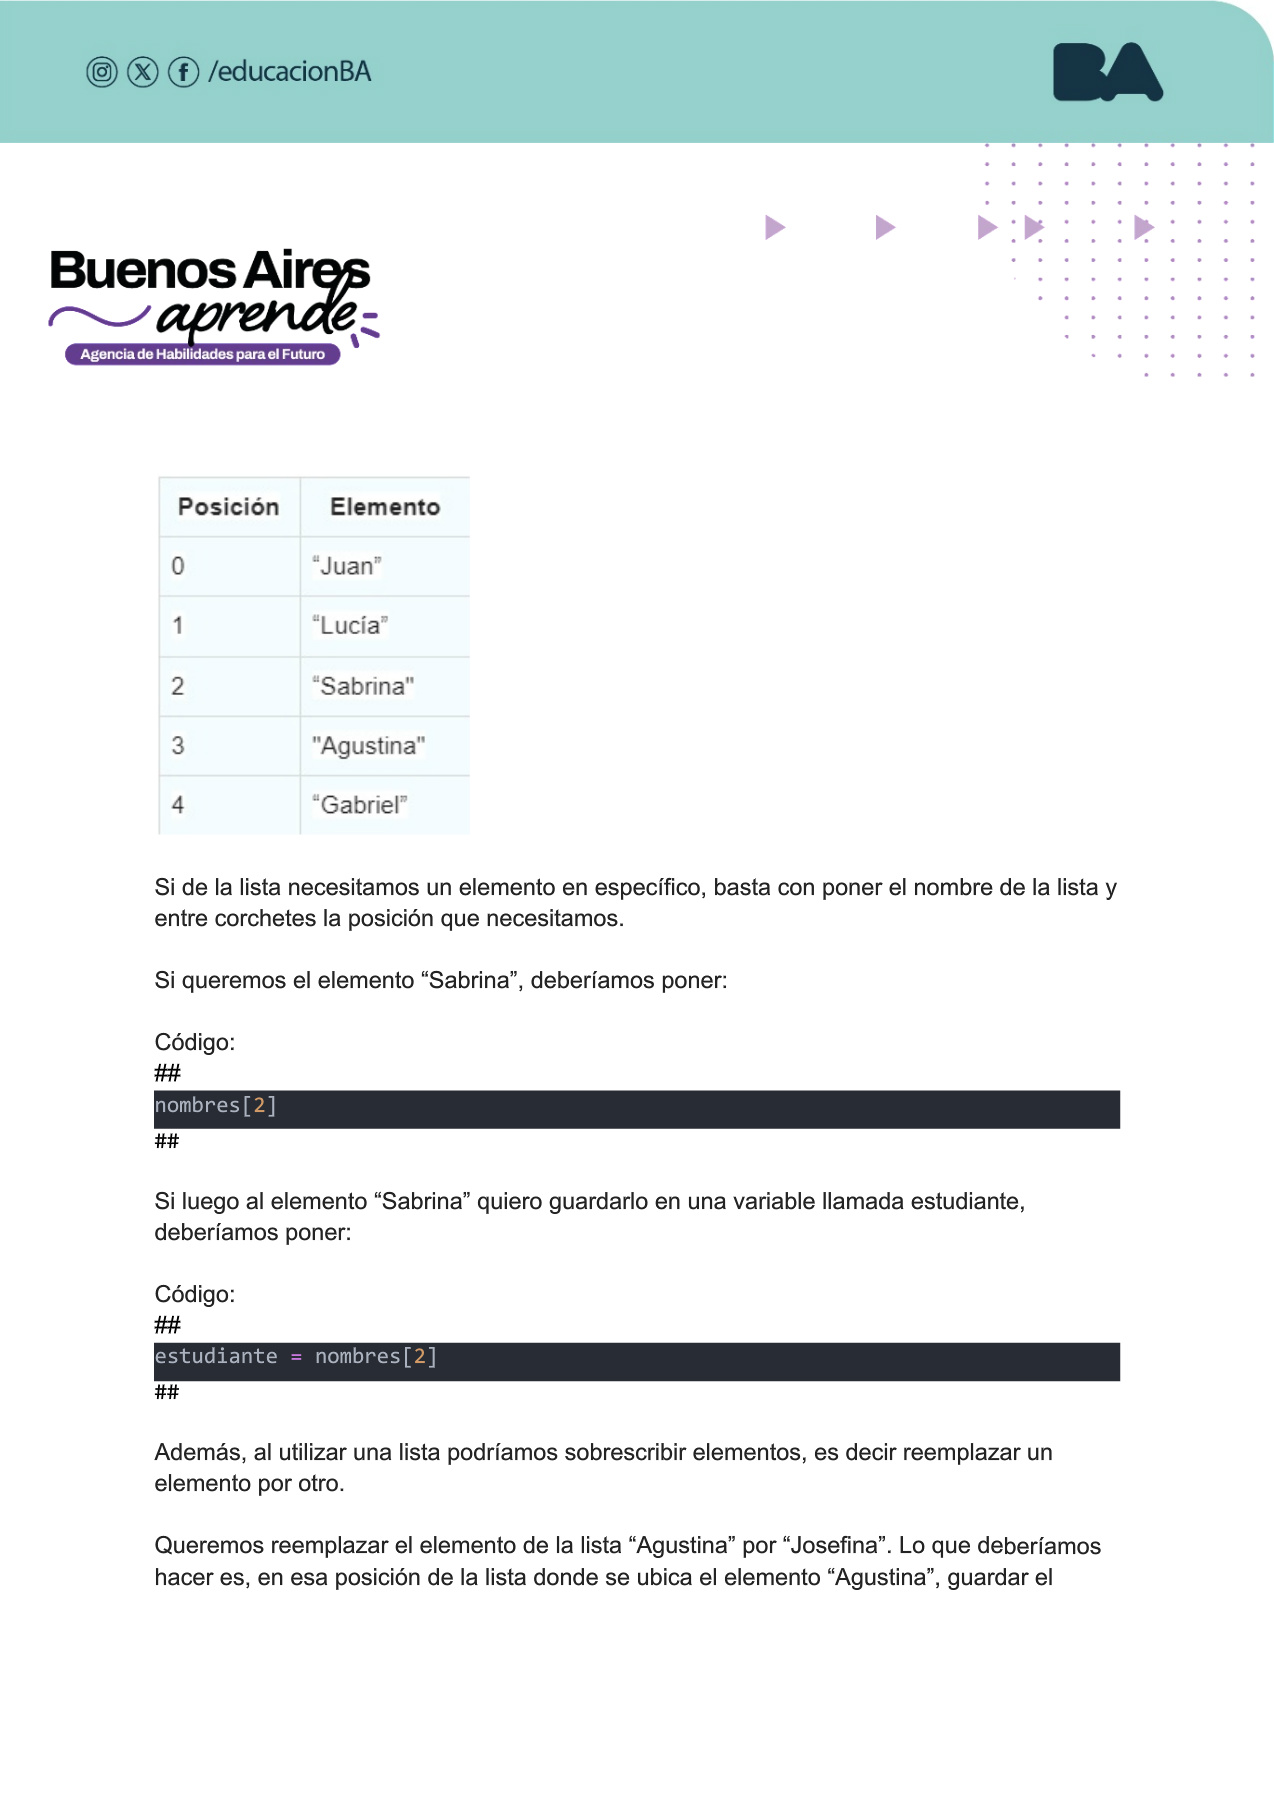 /educacionBA
BA
Buenos Aires
aprende
Agencia de Habilidades para el Futuro
Posición Elemento
0 “Juan”
1 “Lucía”
2 “Sabrina"
3 "Agustina"
4 “Gabriel”
Si de la lista necesitamos un elemento en específico, basta con poner el nombre de la lista y
entre corchetes la posición que necesitamos.
Si queremos el elemento “Sabrina”, deberíamos poner:
Código:
##
nombres[2]
##
Si luego al elemento “Sabrina” quiero guardarlo en una variable llamada estudiante,
deberíamos poner:
Código:
##
estudiante = nombres[2]
##
Además, al utilizar una lista podríamos sobrescribir elementos, es decir reemplazar un
elemento por otro.
Queremos reemplazar el elemento de la lista “Agustina” por “Josefina”. Lo que deberíamos
hacer es, en esa posición de la lista donde se ubica el elemento “Agustina”, guardar el